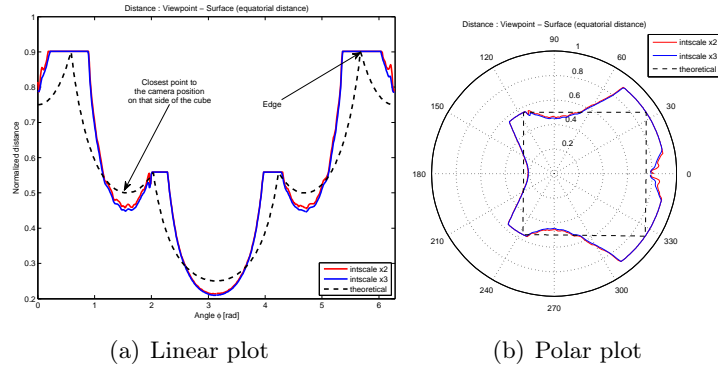 Distance : Viewpoint − Surface (equatorial distance)
1
0.9
0.8
0.7
0.6
0.5
0.4
0.3
0.2
Normalized distance
Closest point to
the camera position
on that side of the cube
Edge
intscale x2
intscale x3
theoretical
0 1 2 3 4 5 6
Angle ϕ [rad]
(a) Linear plot
Distance : Viewpoint − Surface (equatorial distance)
intscale x2
intscale x3
theoretical
90
120 60
150 30
180 0
210 330
240 300
270
1
0.8
0.6
0.4
0.2
(b) Polar plot